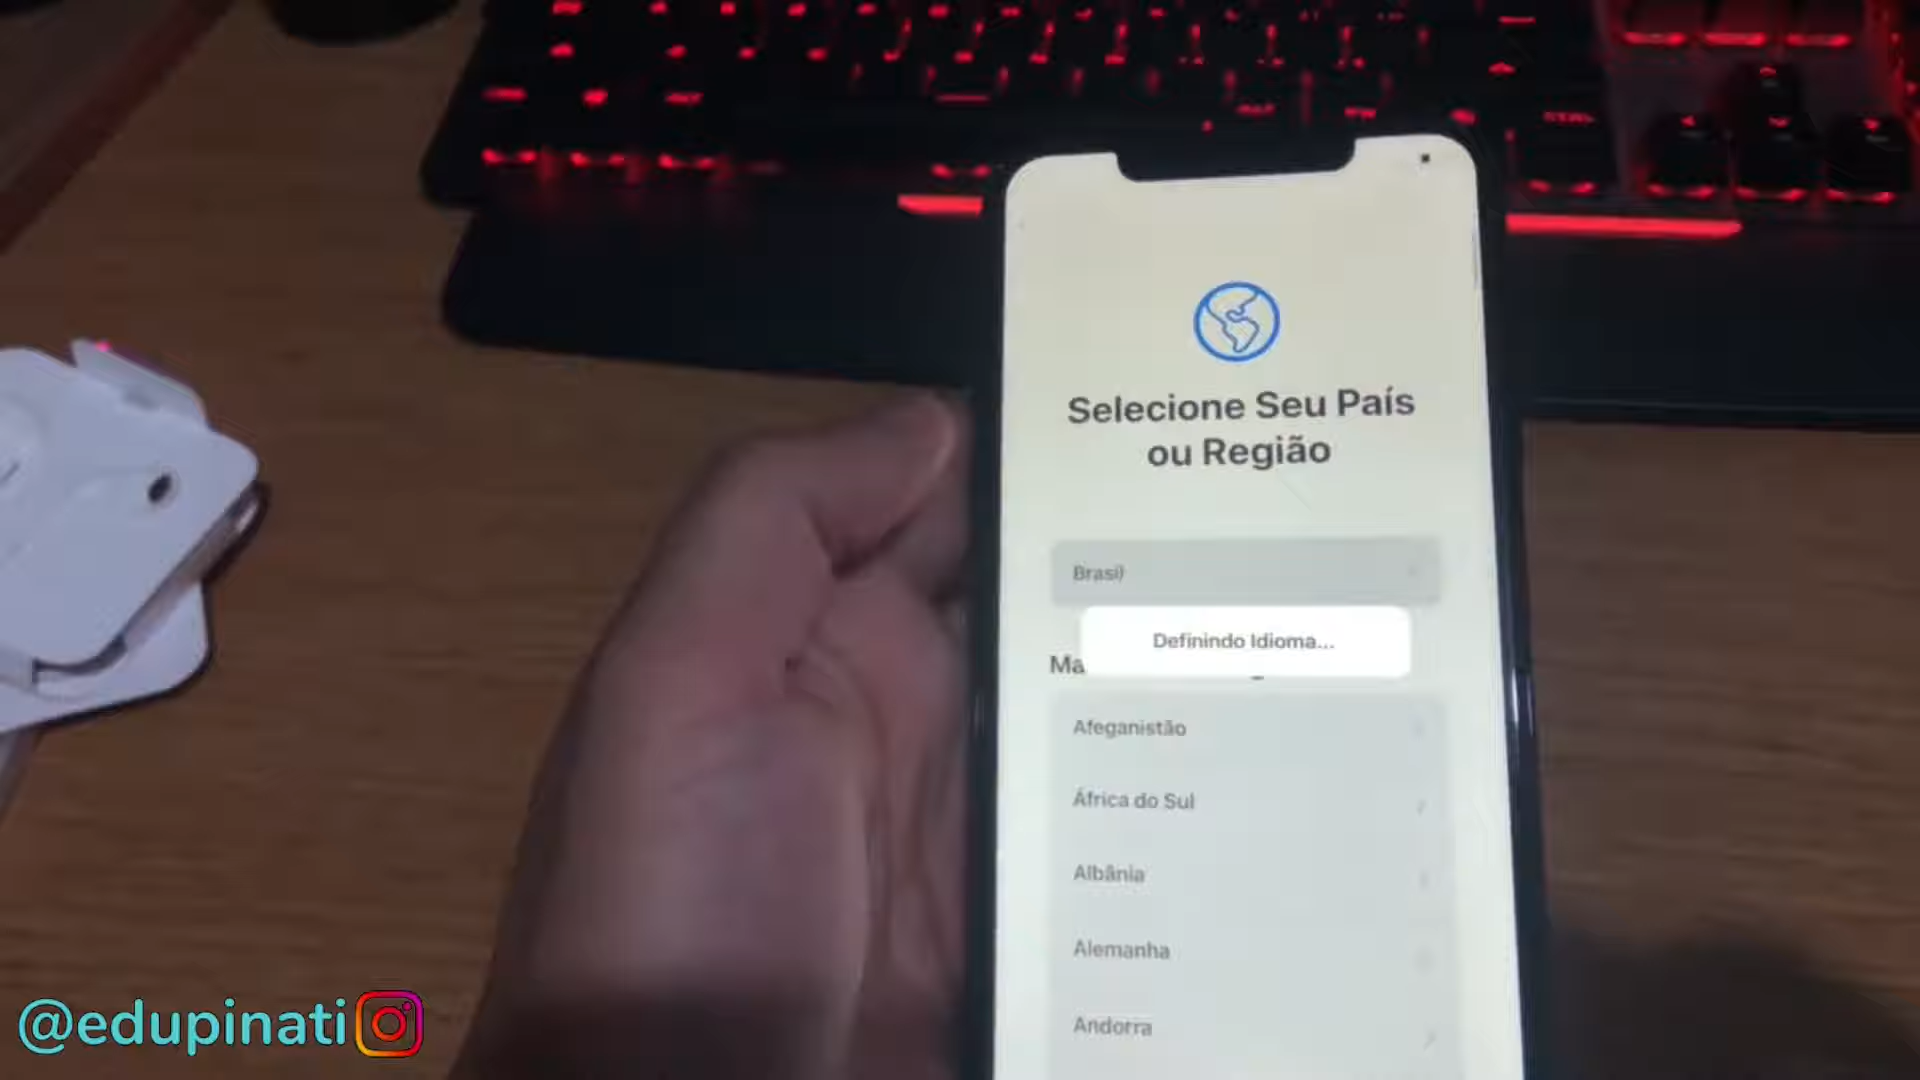 Selecione Seu País
ou Região
Brasil
Definindo Idioma...
Ma
Afeganistão
África do Sul
Albânia
Alemanha
Andorra
@edupinati